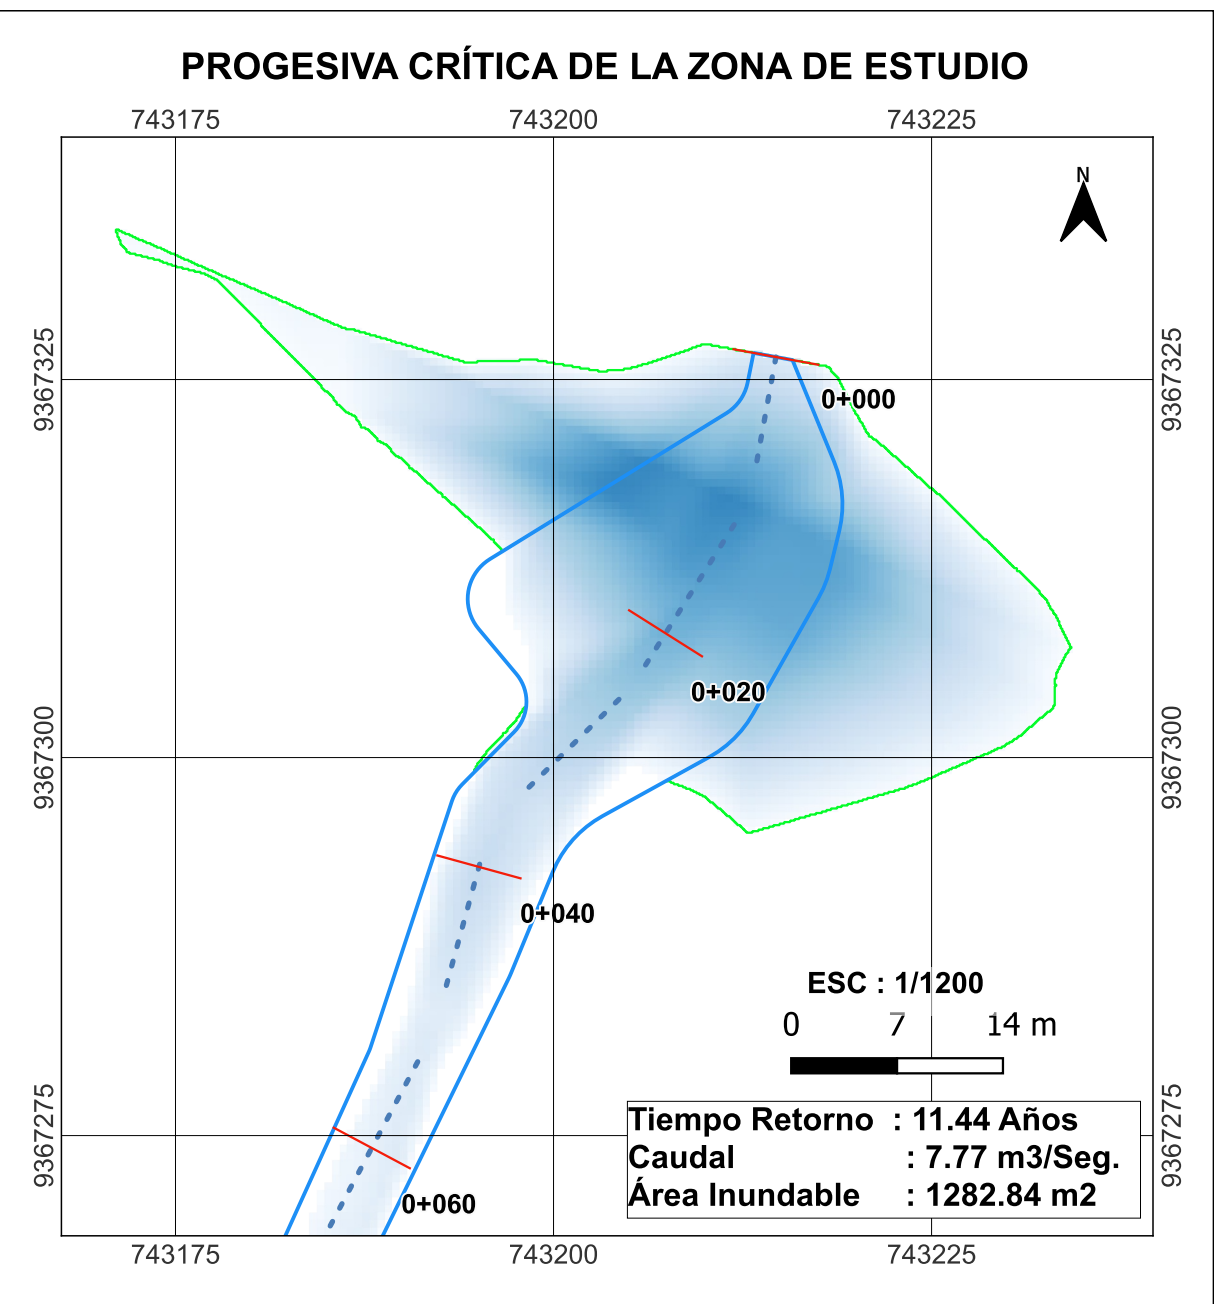 PROGESIVA CRÍTICA DE LA ZONA DE ESTUDIO
743175 743200 743225
N
9367325 9367325
0+000
0+020
9367300 9367300
0+040
ESC : 1/1200
0 7 14 m
9367275 9367275
Tiempo Retorno : 11.44 Años
Caudal : 7.77 m3/Seg.
Área Inundable : 1282.84 m2
0+060
743175 743200 743225